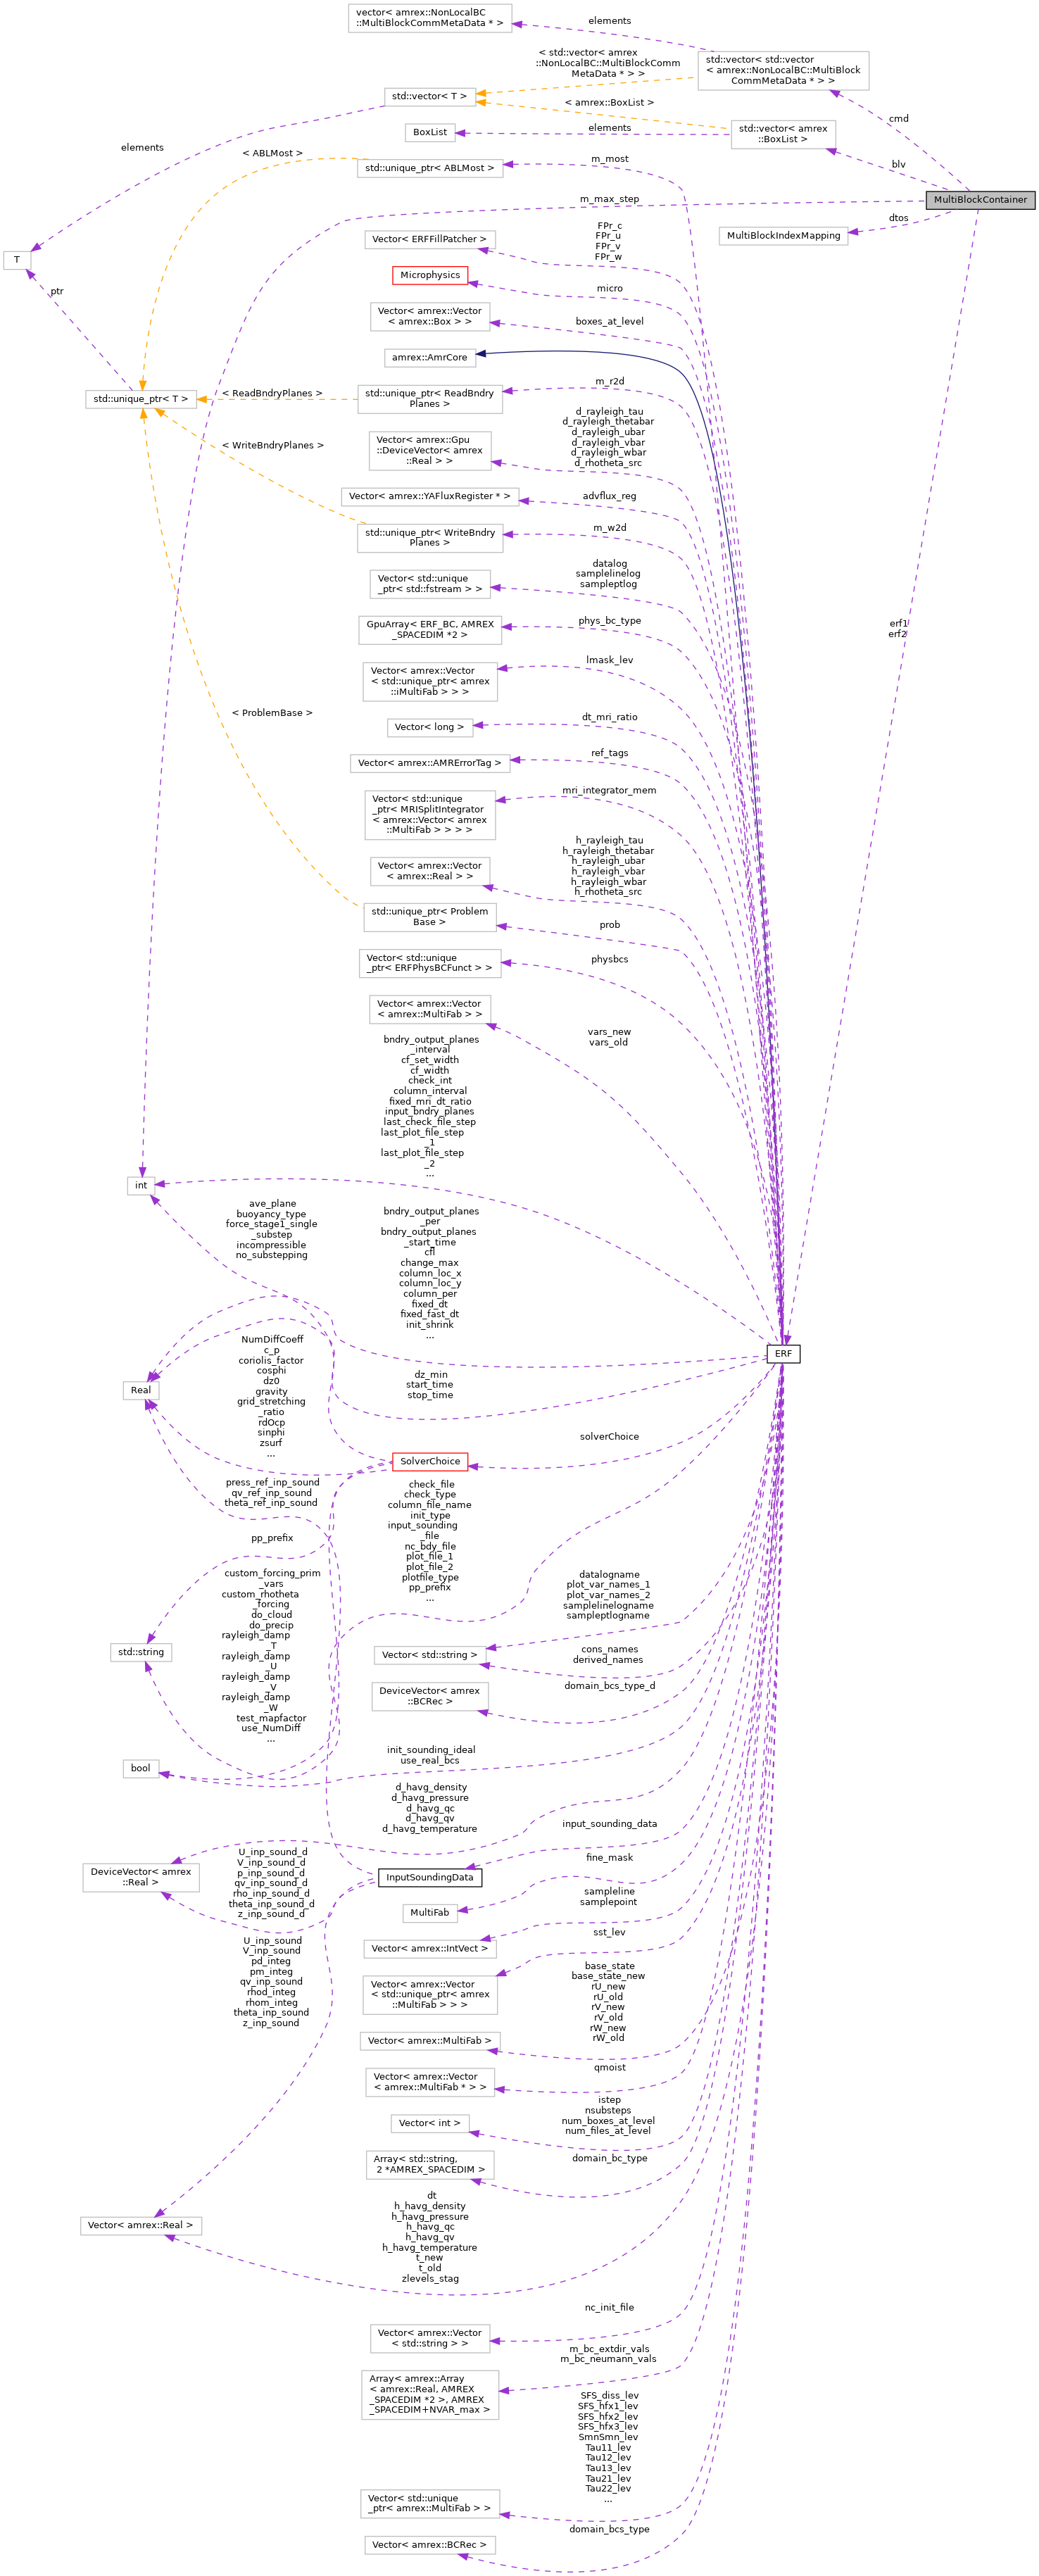 vector< amrex::NonLocalBC
::MultiBlockCommMetaData * >
elements
std::vector< std::vector
< amrex::NonLocalBC::MultiBlock
CommMetaData * > >
< std::vector< amrex
::NonLocalBC::MultiBlockComm
MetaData * > >
std::vector< T >
< amrex::BoxList >
cmd
BoxList
elements
std::vector< amrex
::BoxList >
elements
< ABLMost >
std::unique_ptr< ABLMost >
m_most
blv
MultiBlockContainer
m_max_step
dtos
MultiBlockIndexMapping
Vector< ERFFillPatcher >
FPr_c
FPr_u
FPr_v
FPr_w
T
Microphysics
micro
ptr
Vector< amrex::Vector
< amrex::Box > >
boxes_at_level
amrex::AmrCore
std::unique_ptr< T >
< ReadBndryPlanes >
std::unique_ptr< ReadBndry
Planes >
m_r2d
< WriteBndryPlanes >
Vector< amrex::Gpu
::DeviceVector< amrex
::Real > >
d_rayleigh_tau
d_rayleigh_thetabar
d_rayleigh_ubar
d_rayleigh_vbar
d_rayleigh_wbar
d_rhotheta_src
Vector< amrex::YAFluxRegister * >
advflux_reg
std::unique_ptr< WriteBndry
Planes >
m_w2d
Vector< std::unique
_ptr< std::fstream > >
datalog
samplelinelog
sampleptlog
GpuArray< ERF_BC, AMREX
_SPACEDIM *2 >
phys_bc_type
erf1
erf2
Vector< amrex::Vector
< std::unique_ptr< amrex
::iMultiFab > > >
lmask_lev
< ProblemBase >
Vector< long >
dt_mri_ratio
Vector< amrex::AMRErrorTag >
ref_tags
Vector< std::unique
_ptr< MRISplitIntegrator
< amrex::Vector< amrex
::MultiFab > > > >
mri_integrator_mem
Vector< amrex::Vector
< amrex::Real > >
h_rayleigh_tau
h_rayleigh_thetabar
h_rayleigh_ubar
h_rayleigh_vbar
h_rayleigh_wbar
h_rhotheta_src
std::unique_ptr< Problem
Base >
prob
Vector< std::unique
_ptr< ERFPhysBCFunct > >
physbcs
Vector< amrex::Vector
< amrex::MultiFab > >
vars_new
vars_old
bndry_output_planes
_interval
cf_set_width
cf_width
check_int
column_interval
fixed_mri_dt_ratio
input_bndry_planes
last_check_file_step
last_plot_file_step
_1
last_plot_file_step
_2
...
int
ave_plane
buoyancy_type
force_stage1_single
_substep
incompressible
no_substepping
bndry_output_planes
_per
bndry_output_planes
_start_time
cfl
change_max
column_loc_x
column_loc_y
column_per
fixed_dt
fixed_fast_dt
init_shrink
...
ERF
Real
NumDiffCoeff
c_p
coriolis_factor
cosphi
dz0
gravity
grid_stretching
_ratio
rdOcp
sinphi
zsurf
...
dz_min
start_time
stop_time
SolverChoice
solverChoice
press_ref_inp_sound
qv_ref_inp_sound
theta_ref_inp_sound
pp_prefix
check_file
check_type
column_file_name
init_type
input_sounding
_file
nc_bdy_file
plot_file_1
plot_file_2
plotfile_type
pp_prefix
...
custom_forcing_prim
_vars
custom_rhotheta
_forcing
do_cloud
do_precip
rayleigh_damp
_T
rayleigh_damp
_U
rayleigh_damp
_V
rayleigh_damp
_W
test_mapfactor
use_NumDiff
...
std::string
datalogname
plot_var_names_1
plot_var_names_2
samplelinelogname
sampleptlogname
Vector< std::string >
cons_names
derived_names
DeviceVector< amrex
::BCRec >
domain_bcs_type_d
bool
init_sounding_ideal
use_real_bcs
d_havg_density
d_havg_pressure
d_havg_qc
d_havg_qv
d_havg_temperature
input_sounding_data
DeviceVector< amrex
::Real >
U_inp_sound_d
V_inp_sound_d
p_inp_sound_d
qv_inp_sound_d
rho_inp_sound_d
theta_inp_sound_d
z_inp_sound_d
InputSoundingData
fine_mask
MultiFab
sampleline
samplepoint
Vector< amrex::IntVect >
U_inp_sound
V_inp_sound
pd_integ
pm_integ
qv_inp_sound
rhod_integ
rhom_integ
theta_inp_sound
z_inp_sound
sst_lev
Vector< amrex::Vector
< std::unique_ptr< amrex
::MultiFab > > >
base_state
base_state_new
rU_new
rU_old
rV_new
rV_old
rW_new
rW_old
Vector< amrex::MultiFab >
Vector< amrex::Vector
< amrex::MultiFab * > >
qmoist
Vector< int >
istep
nsubsteps
num_boxes_at_level
num_files_at_level
Array< std::string,
2 *AMREX_SPACEDIM >
domain_bc_type
Vector< amrex::Real >
dt
h_havg_density
h_havg_pressure
h_havg_qc
h_havg_qv
h_havg_temperature
t_new
t_old
zlevels_stag
nc_init_file
Vector< amrex::Vector
< std::string > >
m_bc_extdir_vals
m_bc_neumann_vals
Array< amrex::Array
< amrex::Real, AMREX
_SPACEDIM *2 >, AMREX
_SPACEDIM+NVAR_max >
SFS_diss_lev
SFS_hfx1_lev
SFS_hfx2_lev
SFS_hfx3_lev
SmnSmn_lev
Tau11_lev
Tau12_lev
Tau13_lev
Tau21_lev
Tau22_lev
...
Vector< std::unique
_ptr< amrex::MultiFab > >
domain_bcs_type
Vector< amrex::BCRec >